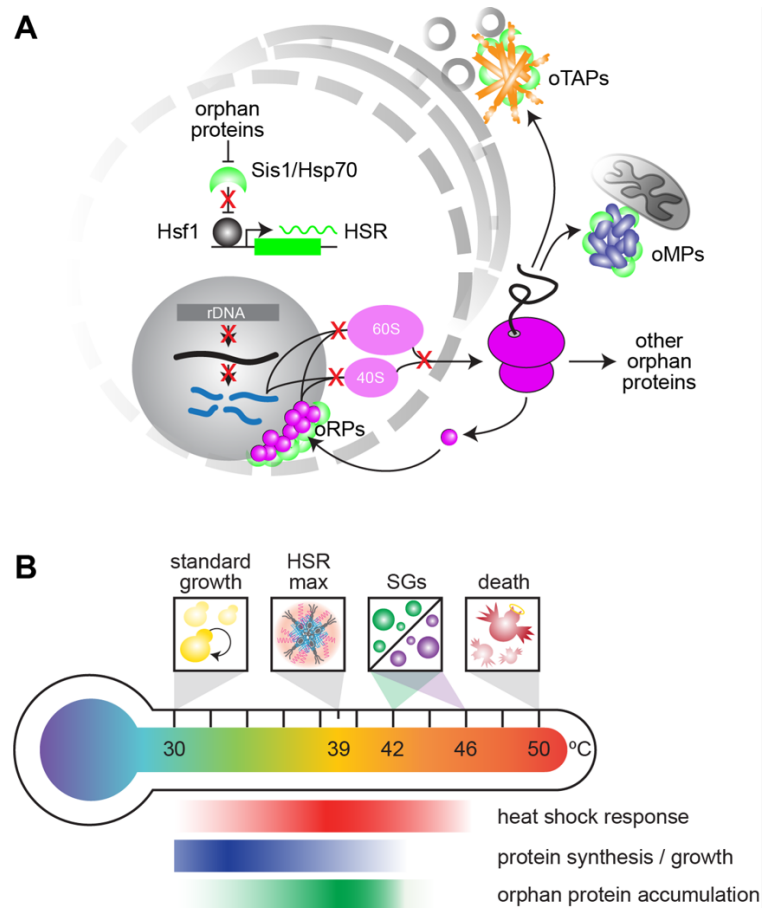 A
orphan
proteins
Sis1/Hsp70
Hsf1
HSR
oTAPs
oMPs
rDNA
60S
40S
other
orphan
proteins
oRPs
B
standard
growth
HSR
max
SGs
death
30 39 42 46 50 ºC
heat shock response
protein synthesis / growth
orphan protein accumulation